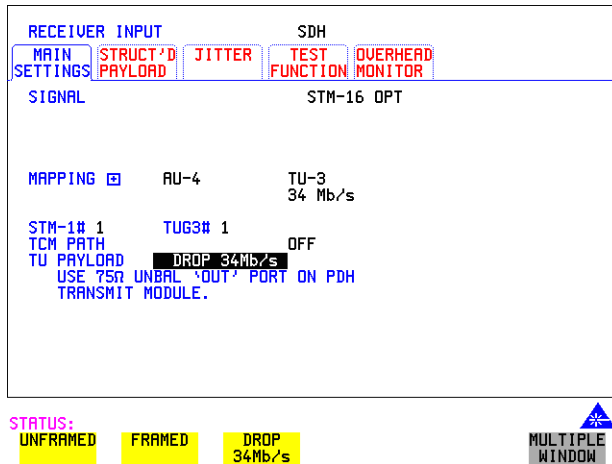 RECEIVER INPUT SDH
MAIN SETTINGS STRUCT'D PAYLOAD JITTER TEST FUNCTION OVERHEAD MONITOR
SIGNAL STM-16 OPT
MAPPING + AU-4 TU-3
34 Mb/s
STM-1# 1 TUG3# 1
TCM PATH OFF
TU PAYLOAD DROP 34Mb/s
USE 75Ω UNBAL 'OUT' PORT ON PDH
TRANSMIT MODULE.
STATUS:
UNFRAMED FRAMED DROP 34Mb/s MULTIPLE WINDOW